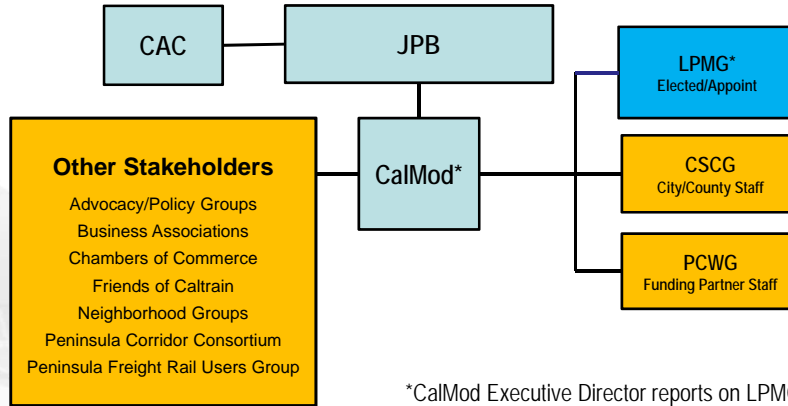 CAC
JPB
LPMG*
Elected/Appoint
Other Stakeholders
Advocacy/Policy Groups
Business Associations
Chambers of Commerce
Friends of Caltrain
Neighborhood Groups
Peninsula Corridor Consortium
Peninsula Freight Rail Users Group
CalMod*
CSCG
City/County Staff
PCWG
Funding Partner Staff
*CalMod Executive Director reports on LPM